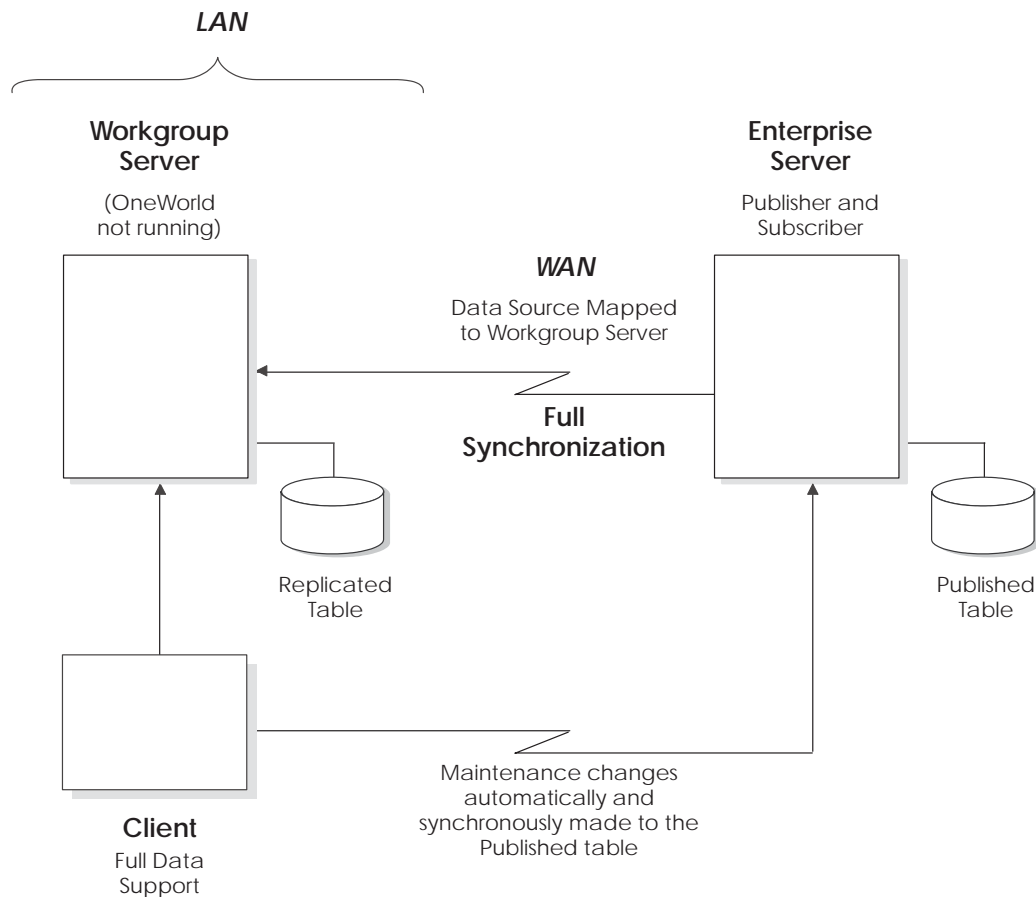 LAN
Workgroup
Server
(OneWorld
not running)
Enterprise
Server
Publisher and
Subscriber
WAN
Data Source Mapped
to Workgroup Server
Full
Synchronization
Replicated
Table
Published
Table
Client
Full Data
Support
Maintenance changes
automatically and
synchronously made to the
Published table